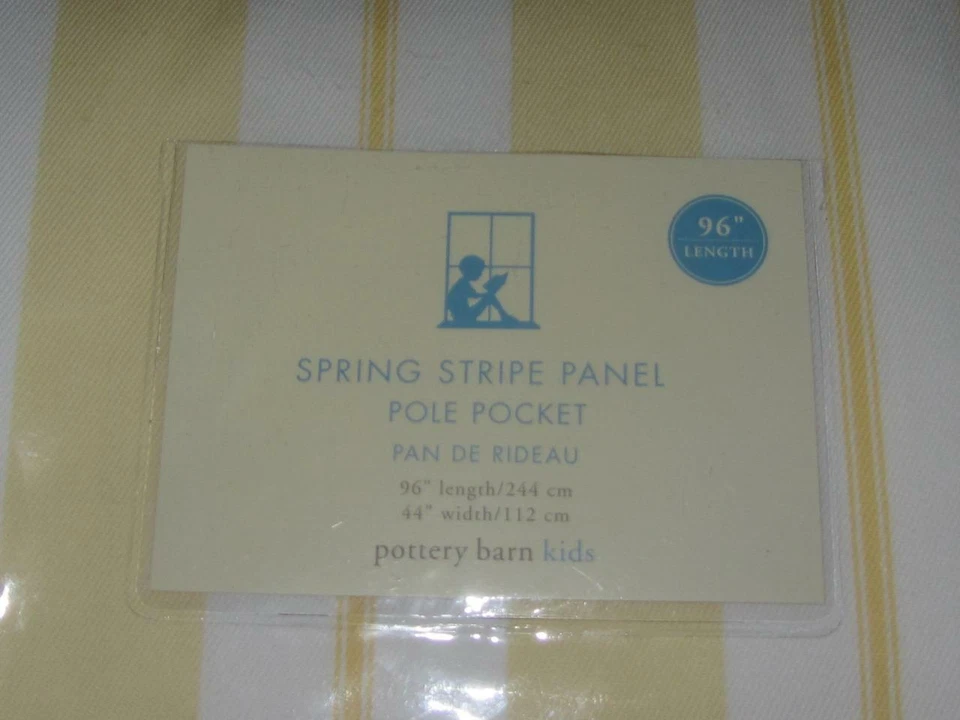 96"
LENGTH
SPRING STRIPE PANEL
POLE POCKET
PAN DE RIDEAU
96" length/244 cm
44" width/112 cm
pottery barn kids